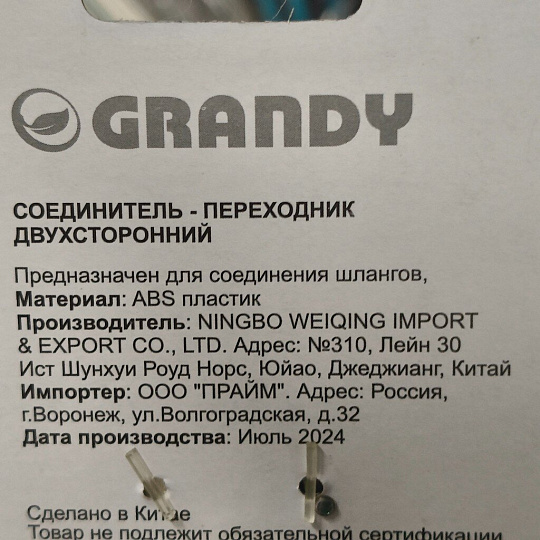 GRANDY
СОЕДИНИТЕЛЬ - ПЕРЕХОДНИК
ДВУХСТОРОННИЙ
Предназначен для соединения шлангов,
Материал: ABS пластик
Производитель: NINGBO WEIQING IMPORT
& EXPORT CO., LTD. Адрес: №310, Лейн 30
Ист Шунхуи Роуд Норс, Юйао, Джеджианг, Китай
Импортер: ООО "ПРАЙМ". Адрес: Россия,
г.Воронеж, ул.Волгоградская, д.32
Дата производства: Июль 2024
Сделано в Китае
Товар не подлежит обязательной сертификации